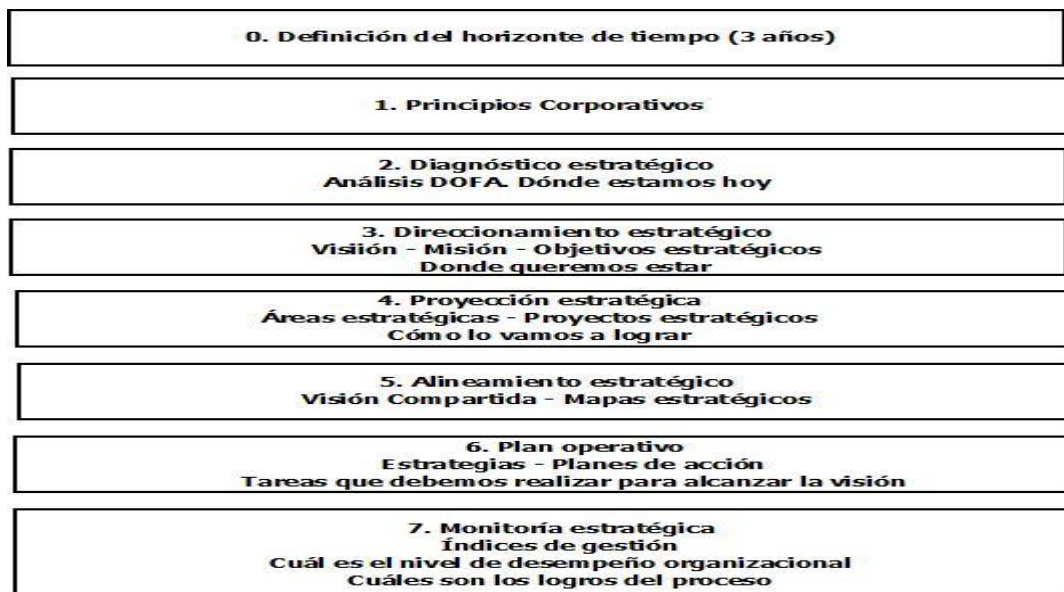 0. Definición del horizonte de tiempo (3 años)
1. Principios Corporativos
2. Diagnóstico estratégico
Análisis DOFA. Dónde estamos hoy
3. Direccionamiento estratégico
Visiión - Misión - Objetivos estratégicos
Donde queremos estar
4. Proyección estratégica
Áreas estratégicas - Proyectos estratégicos
Cómo lo vamos a lograr
5. Alineamiento estratégico
Visión Compartida - Mapas estratégicos
6. Plan operativo
Estrategias - Planes de acción
Tareas que debemos realizar para alcanzar la visión
7. Monitoría estratégica
Índices de gestión
Cuál es el nivel de desempeño organizacional
Cuáles son los logros del proceso